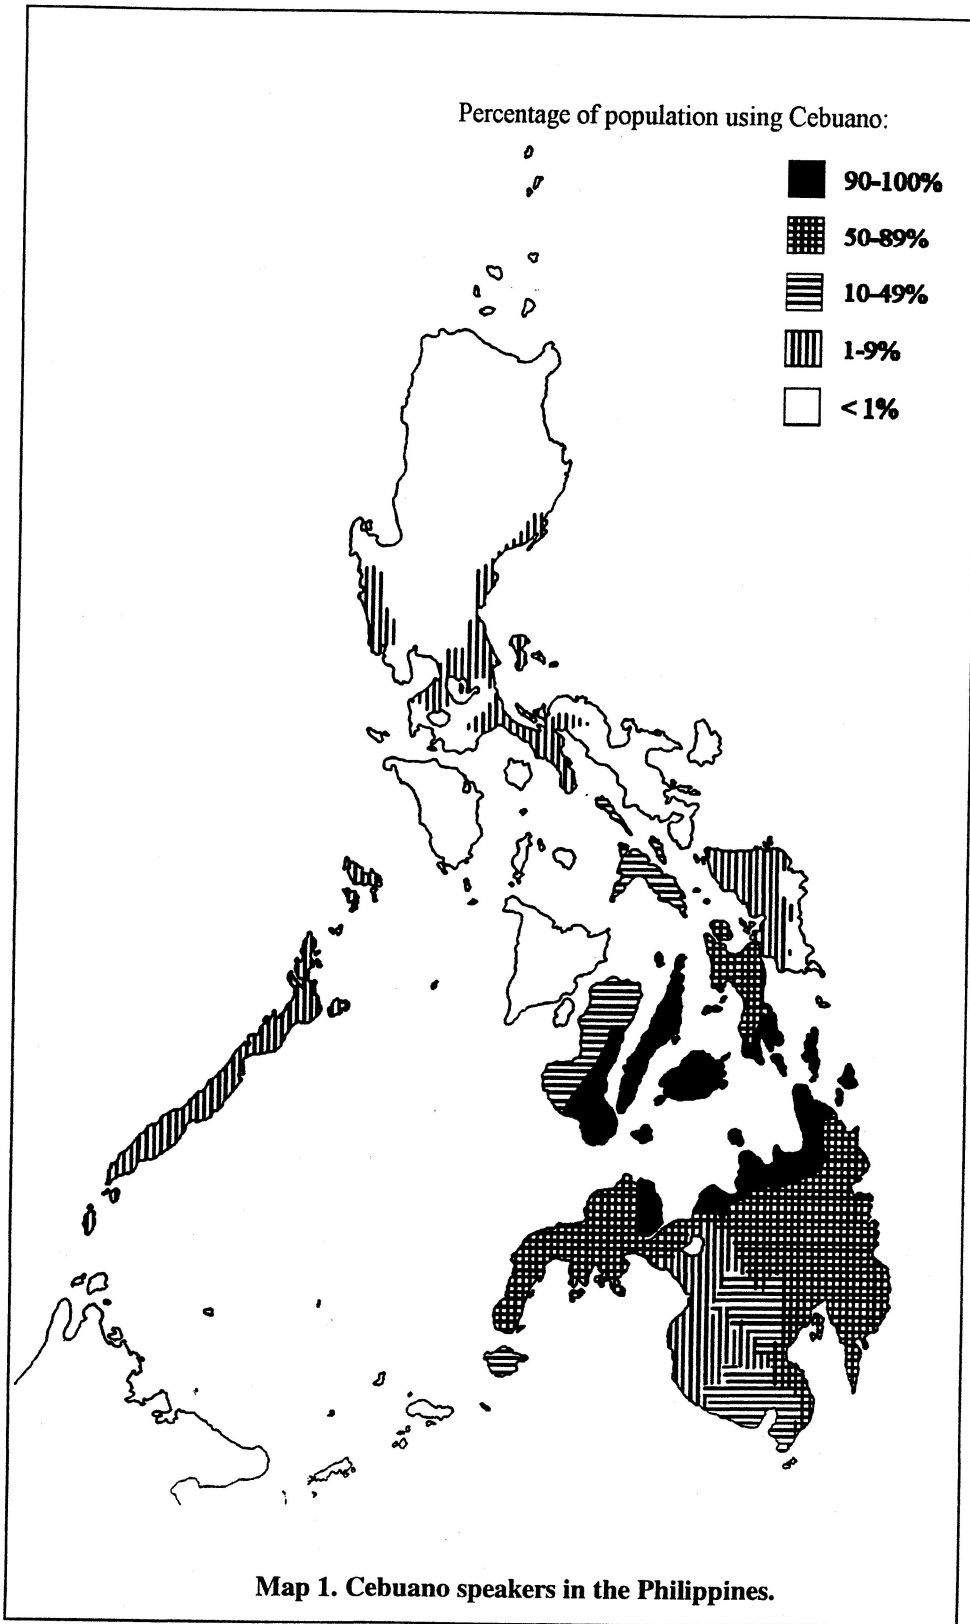 Percentage of population using Cebuano:
90-100%
50-89%
10-49%
1-9%
< 1%
Map 1. Cebuano speakers in the Philippines.